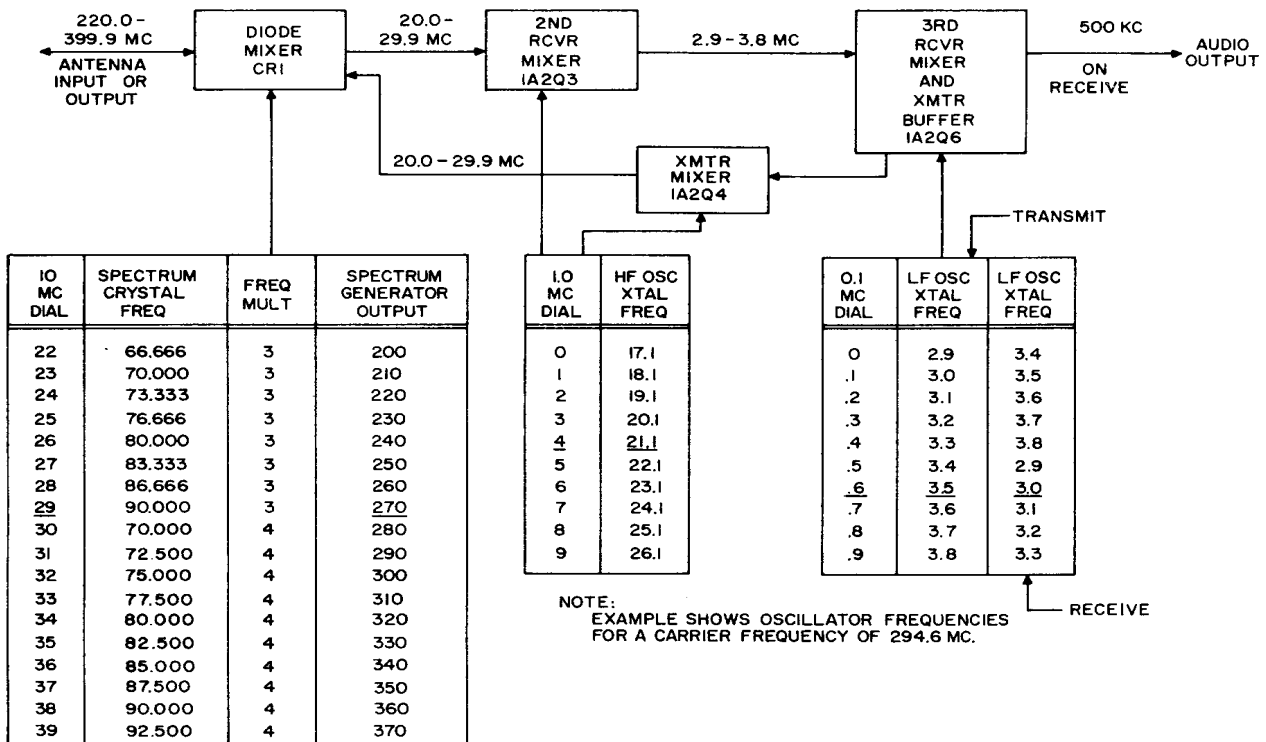 220.0-
399.9 MC
ANTENNA
INPUT OR
OUTPUT
DIODE
MIXER
CR1
20.0-
29.9 MC
2ND
RCVR
MIXER
1A2Q3
2.9-3.8 MC
3RD
RCVR
MIXER
AND
XMTR
BUFFER
1A2Q6
500 KC
ON
RECEIVE
AUDIO
OUTPUT
20.0-29.9 MC
XMTR
MIXER
1A2Q4
TRANSMIT
10 MC DIAL SPECTRUM CRYSTAL FREQ FREQ MULT SPECTRUM GENERATOR OUTPUT
22 66.666 3 200
23 70.000 3 210
24 73.333 3 220
25 76.666 3 230
26 80.000 3 240
27 83.333 3 250
28 86.666 3 260
29 90.000 3 270
30 70.000 4 280
31 72.500 4 290
32 75.000 4 300
33 77.500 4 310
34 80.000 4 320
35 82.500 4 330
36 85.000 4 340
37 87.500 4 350
38 90.000 4 360
39 92.500 4 370
1.0 MC DIAL HF OSC XTAL FREQ
0 17.1
1 18.1
2 19.1
3 20.1
4 21.1
5 22.1
6 23.1
7 24.1
8 25.1
9 26.1
0.1 MC DIAL LF OSC XTAL FREQ LF OSC XTAL FREQ
0 2.9 3.4
.1 3.0 3.5
.2 3.1 3.6
.3 3.2 3.7
.4 3.3 3.8
.5 3.4 2.9
.6 3.5 3.0
.7 3.6 3.1
.8 3.7 3.2
.9 3.8 3.3
RECEIVE
NOTE:
EXAMPLE SHOWS OSCILLATOR FREQUENCIES
FOR A CARRIER FREQUENCY OF 294.6 MC.